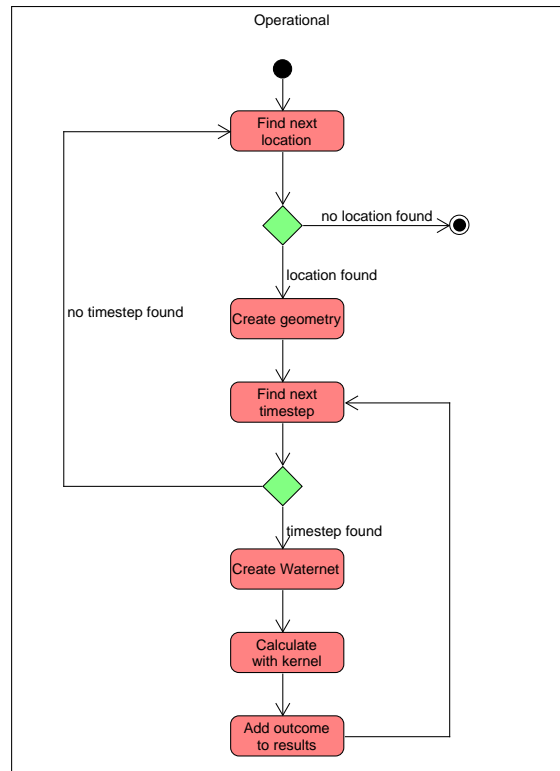 Operational
Find next
location
no location found
location found
no timestep found
Create geometry
Find next
timestep
timestep found
Create Waternet
Calculate
with kernel
Add outcome
to results